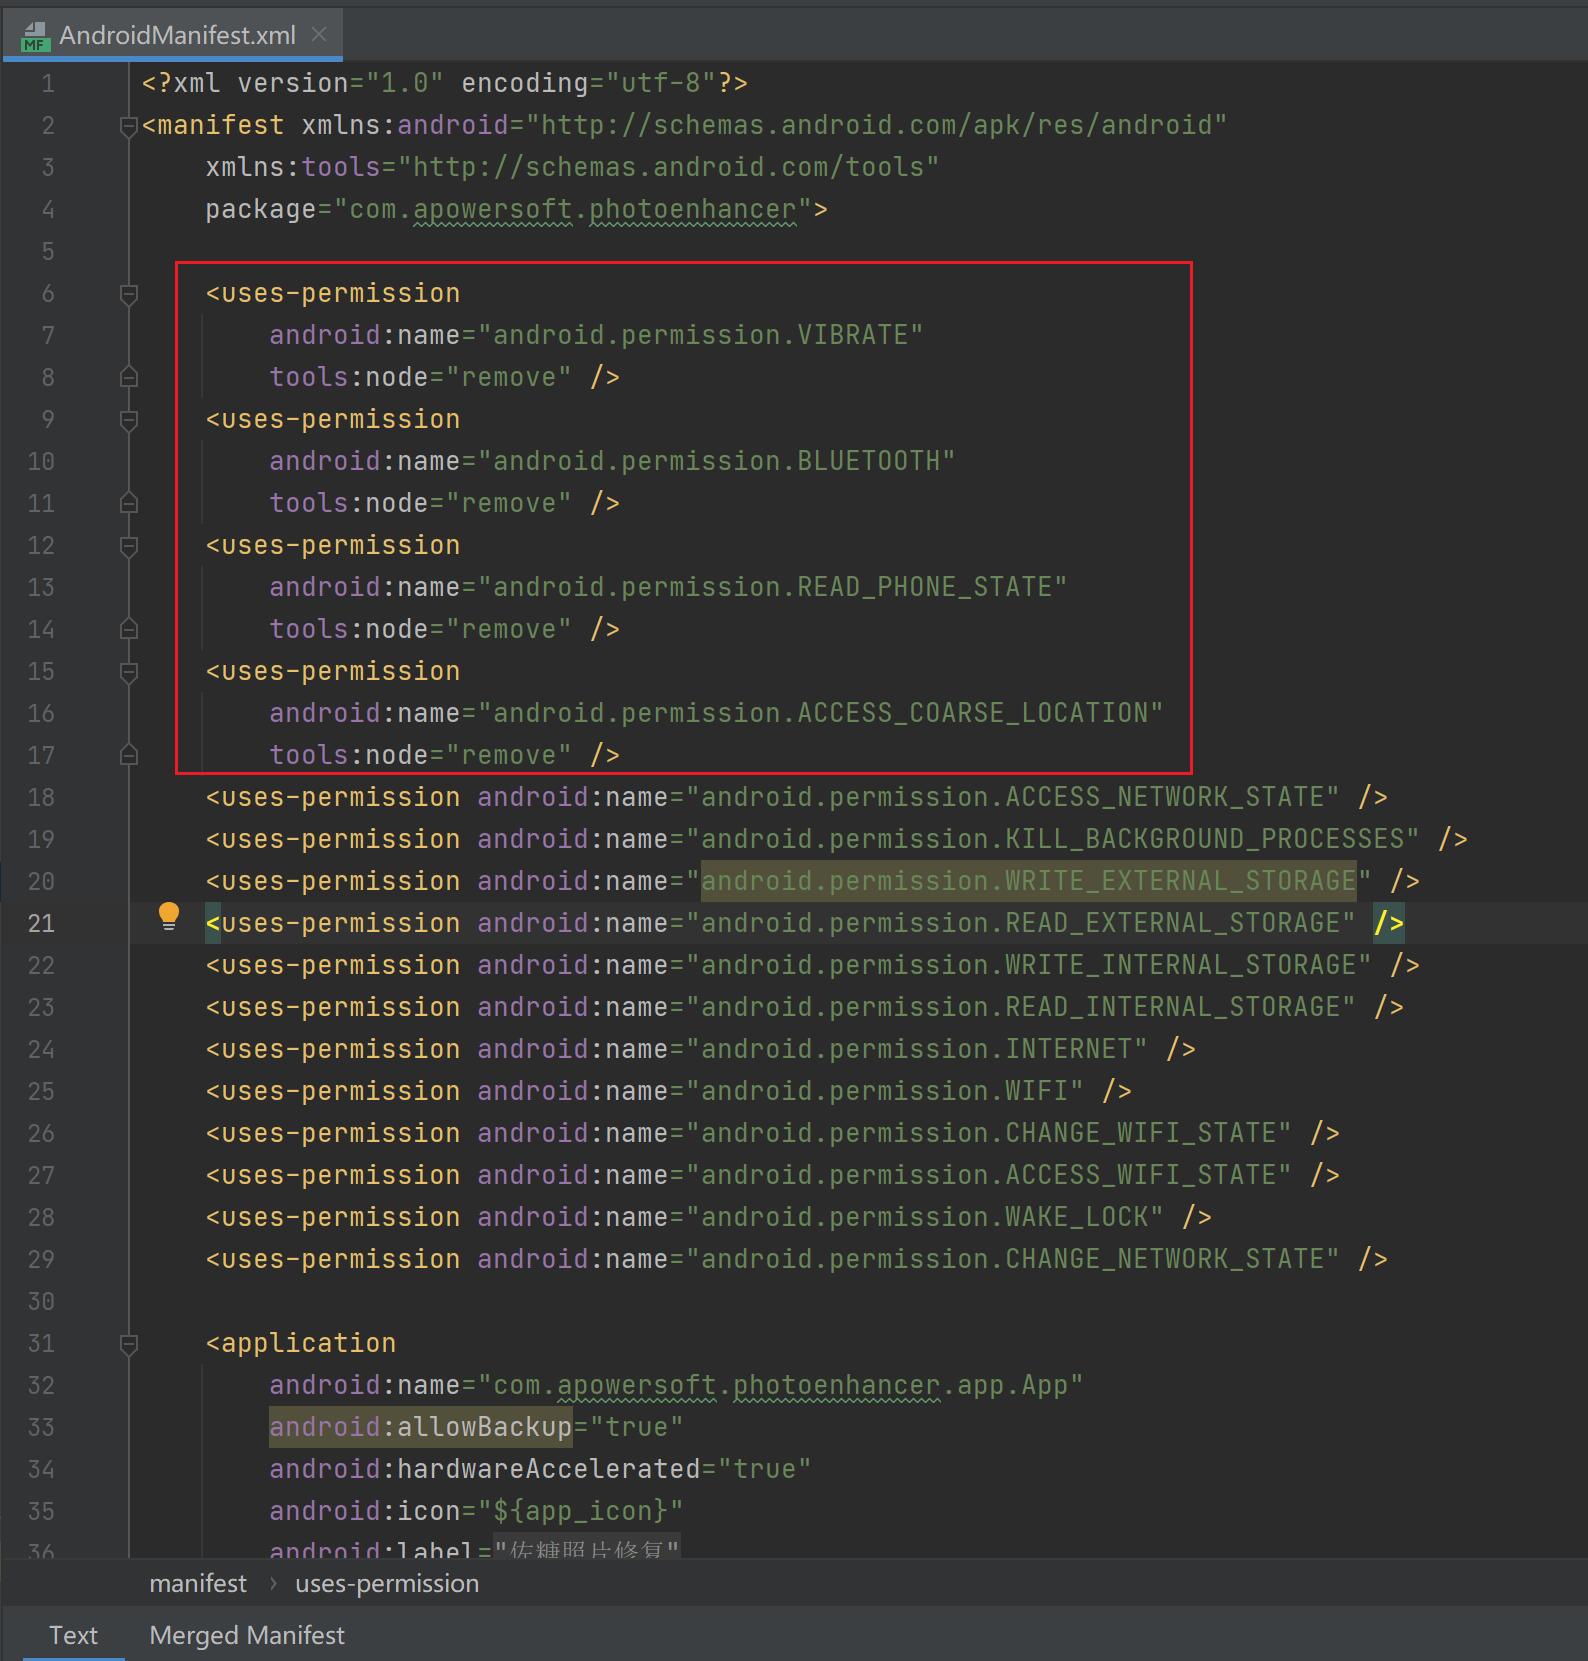 AndroidManifest.xml
MF
1 <?xml version="1.0" encoding="utf-8"?>
2 <manifest xmlns:android="http://schemas.android.com/apk/res/android"
3 xmlns:tools="http://schemas.android.com/tools"
4 package="com.apowersoft.photoenhancer">
5
6 <uses-permission
7 android:name="android.permission.VIBRATE"
8 tools:node="remove" />
9 <uses-permission
10 android:name="android.permission.BLUETOOTH"
11 tools:node="remove" />
12 <uses-permission
13 android:name="android.permission.READ_PHONE_STATE"
14 tools:node="remove" />
15 <uses-permission
16 android:name="android.permission.ACCESS_COARSE_LOCATION"
17 tools:node="remove" />
18 <uses-permission android:name="android.permission.ACCESS_NETWORK_STATE" />
19 <uses-permission android:name="android.permission.KILL_BACKGROUND_PROCESSES" />
20 <uses-permission android:name="android.permission.WRITE_EXTERNAL_STORAGE" />
21 <uses-permission android:name="android.permission.READ_EXTERNAL_STORAGE" />
22 <uses-permission android:name="android.permission.WRITE_INTERNAL_STORAGE" />
23 <uses-permission android:name="android.permission.READ_INTERNAL_STORAGE" />
24 <uses-permission android:name="android.permission.INTERNET" />
25 <uses-permission android:name="android.permission.WIFI" />
26 <uses-permission android:name="android.permission.CHANGE_WIFI_STATE" />
27 <uses-permission android:name="android.permission.ACCESS_WIFI_STATE" />
28 <uses-permission android:name="android.permission.WAKE_LOCK" />
29 <uses-permission android:name="android.permission.CHANGE_NETWORK_STATE" />
30
31 <application
32 android:name="com.apowersoft.photoenhancer.app.App"
33 android:allowBackup="true"
34 android:hardwareAccelerated="true"
35 android:icon="${app_icon}"
36 android:label="佐糖照片修复"
manifest › uses-permission
Text Merged Manifest